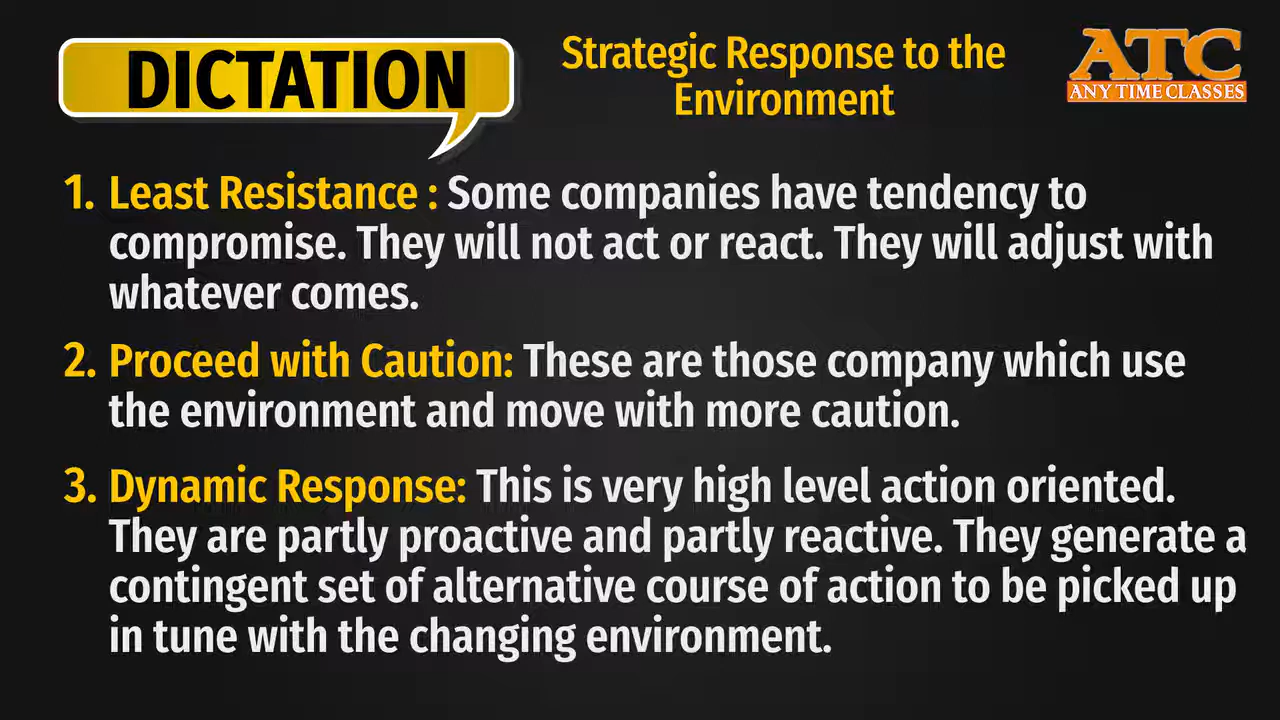 DICTATION
Strategic Response to the
Environment
ATC
ANY TIME CLASSES
1. Least Resistance : Some companies have tendency to
compromise. They will not act or react. They will adjust with
whatever comes.
2. Proceed with Caution: These are those company which use
the environment and move with more caution.
3. Dynamic Response: This is very high level action oriented.
They are partly proactive and partly reactive. They generate a
contingent set of alternative course of action to be picked up
in tune with the changing environment.